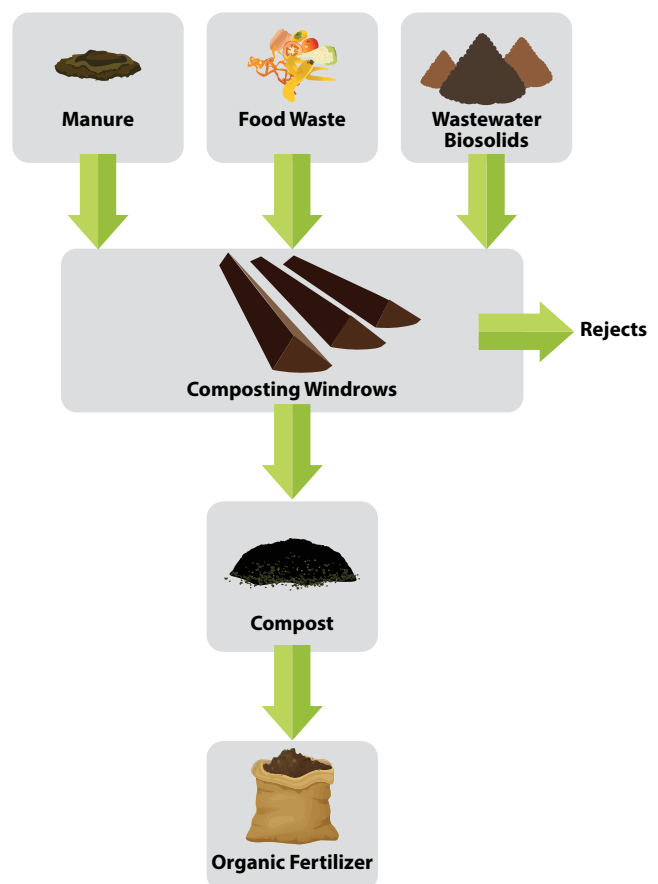 Manure
Food Waste
Wastewater
Biosolids
Rejects
Composting Windrows
Compost
Organic Fertilizer